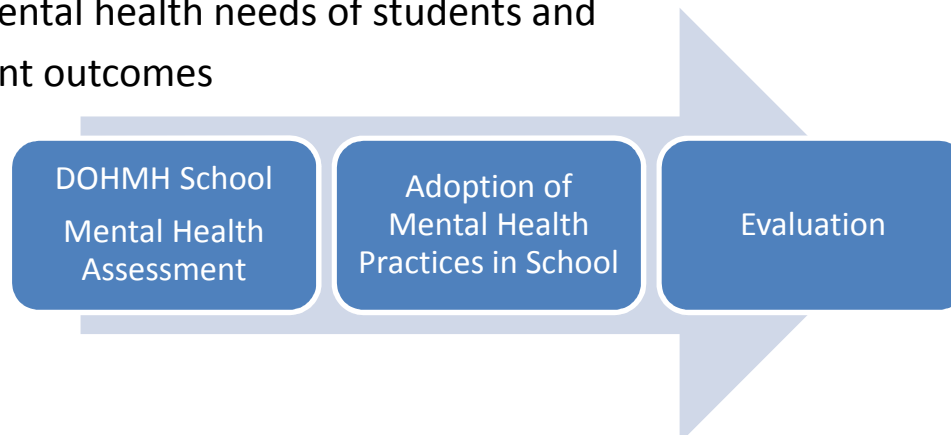 mental health needs of students and
nt outcomes
DOHMH School
Mental Health
Assessment
Adoption of
Mental Health
Practices in School
Evaluation